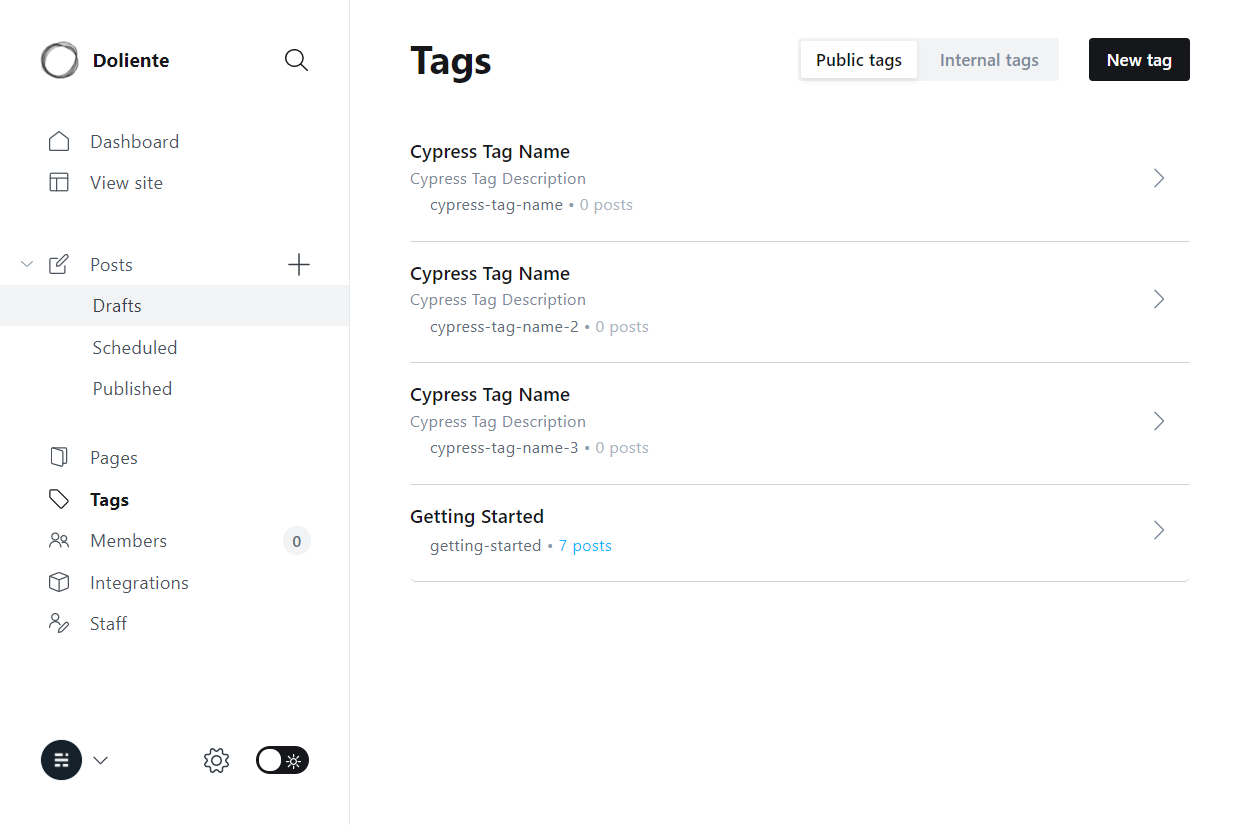 Doliente
Dashboard
View site
Posts
Drafts
Scheduled
Published
Pages
Tags
Members 0
Integrations
Staff
Tags
Public tags
Internal tags
New tag
Cypress Tag Name
Cypress Tag Description
cypress-tag-name • 0 posts
Cypress Tag Name
Cypress Tag Description
cypress-tag-name-2 • 0 posts
Cypress Tag Name
Cypress Tag Description
cypress-tag-name-3 • 0 posts
Getting Started
getting-started • 7 posts